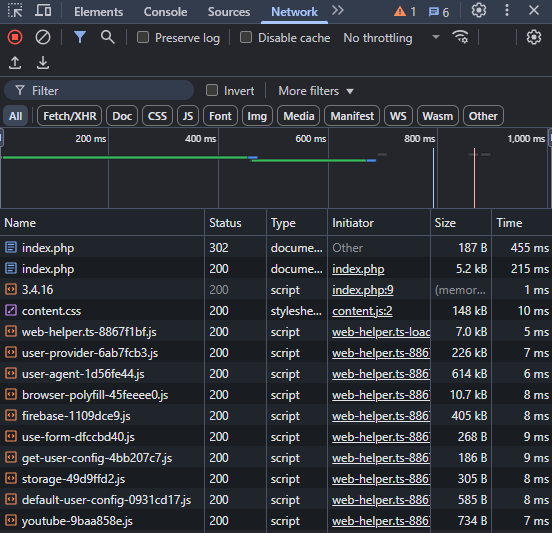 Elements Console Sources Network 1 6
Preserve log Disable cache No throttling
Filter Invert More filters
All Fetch/XHR Doc CSS JS Font Img Media Manifest WS Wasm Other
200 ms 400 ms 600 ms 800 ms 1,000 ms
Name Status Type Initiator Size Time
index.php 302 docume... Other 187 B 455 ms
index.php 200 docume... index.php 5.2 kB 215 ms
3.4.16 200 script index.php:9 (memor... 1 ms
content.css 200 styleshe... content.js:2 148 kB 10 ms
web-helper.ts-8867f1bf.js 200 script web-helper.ts-load 7.0 kB 5 ms
user-provider-6ab7fcb3.js 200 script web-helper.ts-8867 226 kB 7 ms
user-agent-1d56fe44.js 200 script web-helper.ts-8867 614 kB 6 ms
browser-polyfill-45feeee0.js 200 script web-helper.ts-8867 10.7 kB 8 ms
firebase-1109dce9.js 200 script web-helper.ts-8867 405 kB 8 ms
use-form-dfccbd40.js 200 script web-helper.ts-8867 268 B 9 ms
get-user-config-4bb207c7.js 200 script web-helper.ts-8867 186 B 9 ms
storage-49d9ffd2.js 200 script web-helper.ts-8867 305 B 8 ms
default-user-config-0931cd17.js 200 script web-helper.ts-8867 585 B 8 ms
youtube-9baa858e.js 200 script web-helper.ts-8867 734 B 7 ms